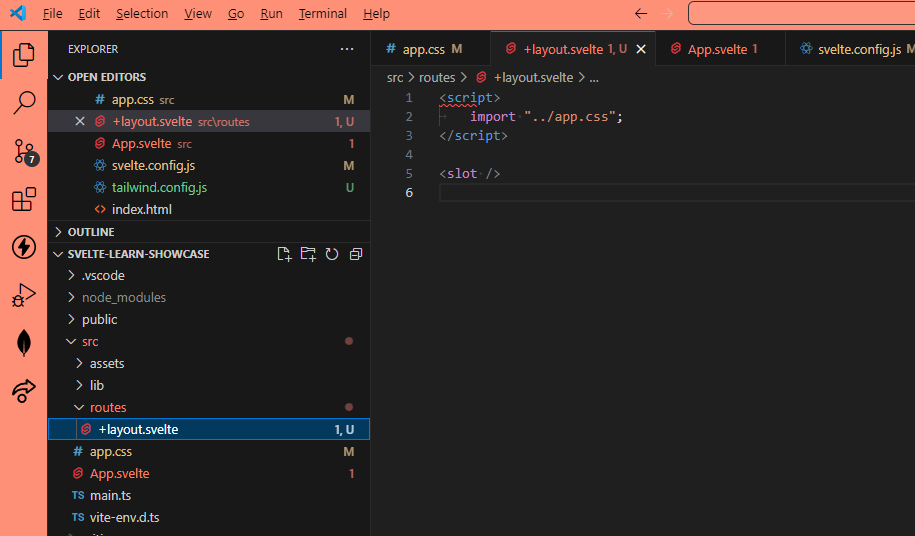 File Edit Selection View Go Run Terminal Help
EXPLORER
OPEN EDITORS
# app.css src M
+layout.svelte src\routes 1, U
App.svelte src 1
svelte.config.js M
tailwind.config.js U
<> index.html
OUTLINE
SVELTE-LEARN-SHOWCASE
.vscode
node_modules
public
src
assets
lib
routes
+layout.svelte 1, U
# app.css M
App.svelte 1
TS main.ts
TS vite-env.d.ts
7
# app.css M +layout.svelte 1, U App.svelte 1 svelte.config.js M
src > routes > +layout.svelte > ...
1 <script>
2 import "../app.css";
3 </script>
4
5 <slot />
6